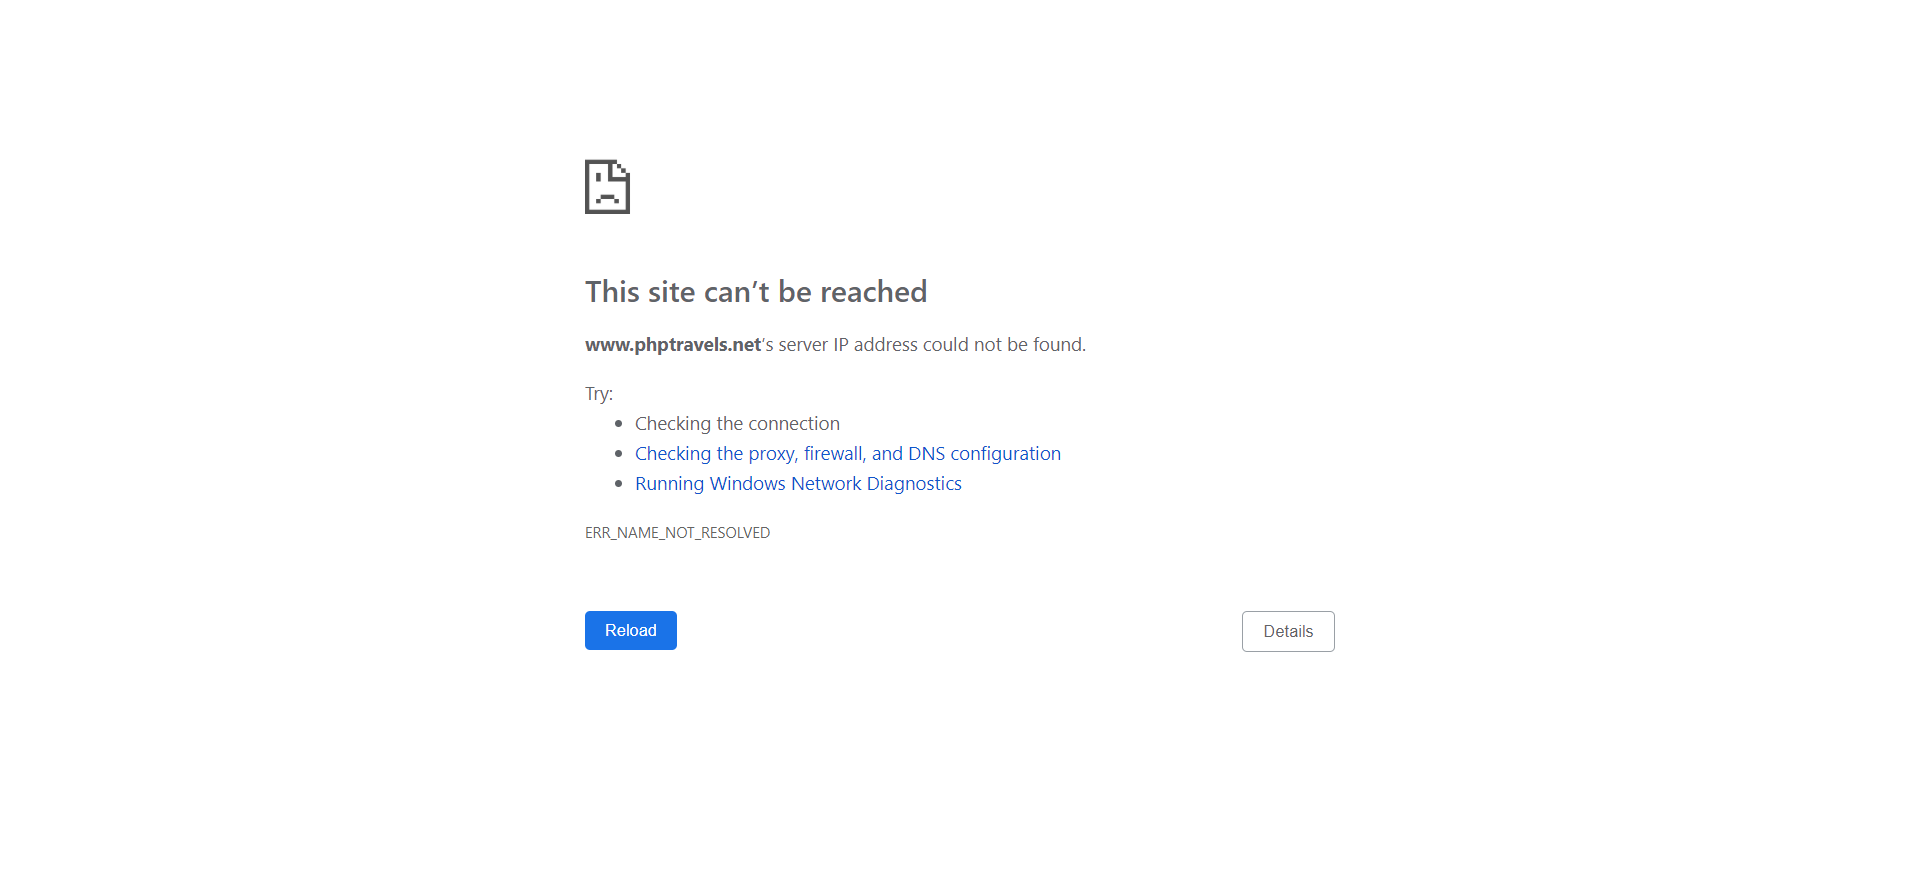 This site can’t be reached
www.phptravels.net’s server IP address could not be found.
Try:
Checking the connection
Checking the proxy, firewall, and DNS configuration
Running Windows Network Diagnostics
ERR_NAME_NOT_RESOLVED
Reload
Details